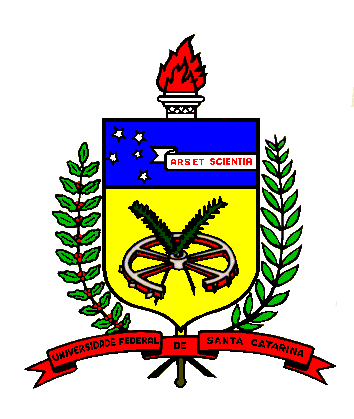 ARS ET SCIENTIA
UNIVERSIDADE FEDERAL DE SANTA CATARINA